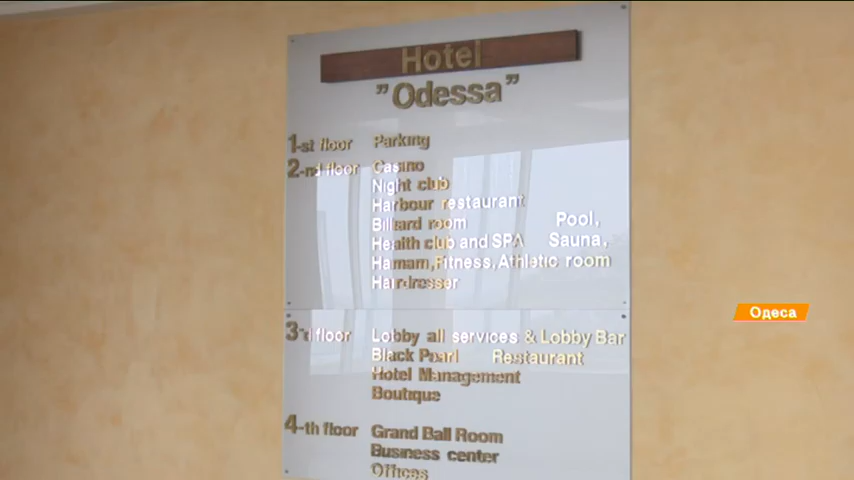 Hotel
"Odessa"
1-st floor Parking
2-nd floor Casino
Night club
Harbour restaurant
Billiard room Pool,
Health club and SPA Sauna,
Hamam, Fitness, Athletic room
Hairdresser
3-rd floor Lobby all services & Lobby Bar
Black Pearl Restaurant
Hotel Management
Boutique
4-th floor Grand Ball Room
Business center
Offices
Одеса